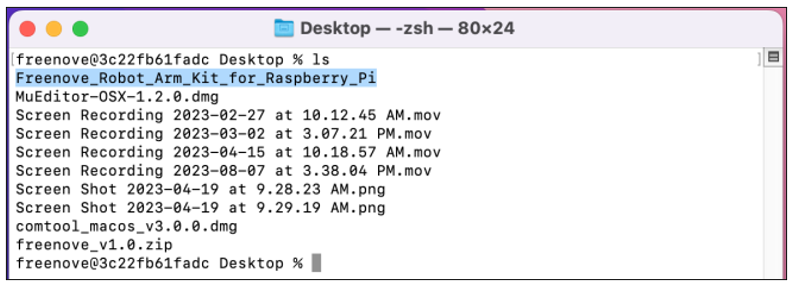 Desktop — -zsh — 80×24
[freenove@3c22fb61fadc Desktop % ls ]
Freenove_Robot_Arm_Kit_for_Raspberry_Pi
MuEditor-OSX-1.2.0.dmg
Screen Recording 2023-02-27 at 10.12.45 AM.mov
Screen Recording 2023-03-02 at 3.07.21 PM.mov
Screen Recording 2023-04-15 at 10.18.57 AM.mov
Screen Recording 2023-08-07 at 3.38.04 PM.mov
Screen Shot 2023-04-19 at 9.28.23 AM.png
Screen Shot 2023-04-19 at 9.29.19 AM.png
comtool_macos_v3.0.0.dmg
freenove_v1.0.zip
freenove@3c22fb61fadc Desktop %